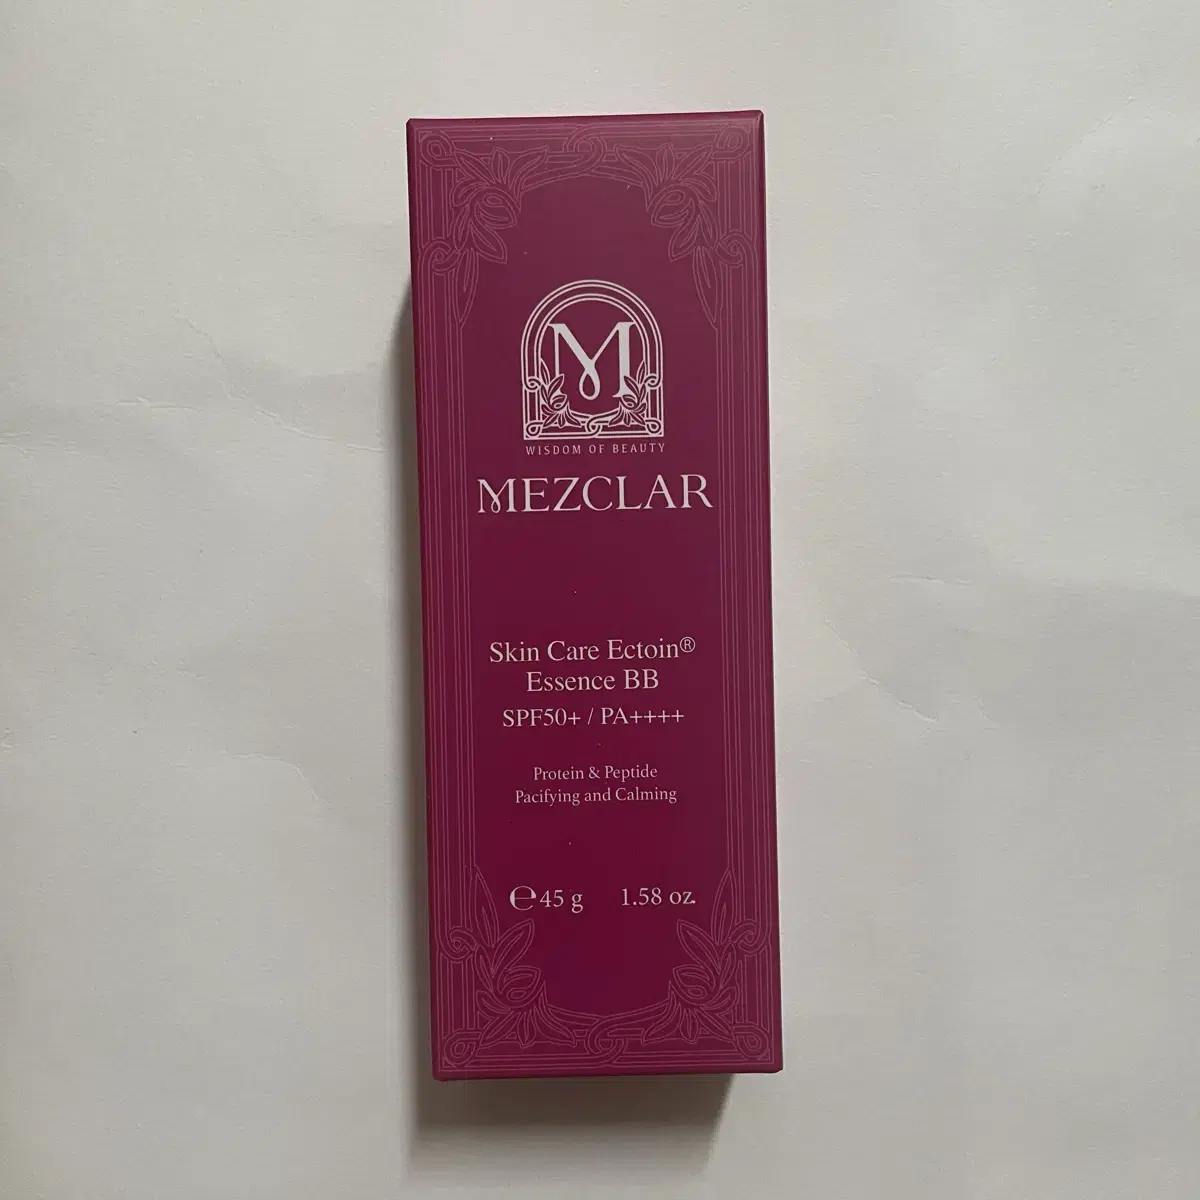 M
WISDOM OF BEAUTY
MEZCLAR
Skin Care Ectoin®
Essence BB
SPF50+ / PA++++
Protein & Peptide
Pacifying and Calming
℮45 g 1.58 oz.